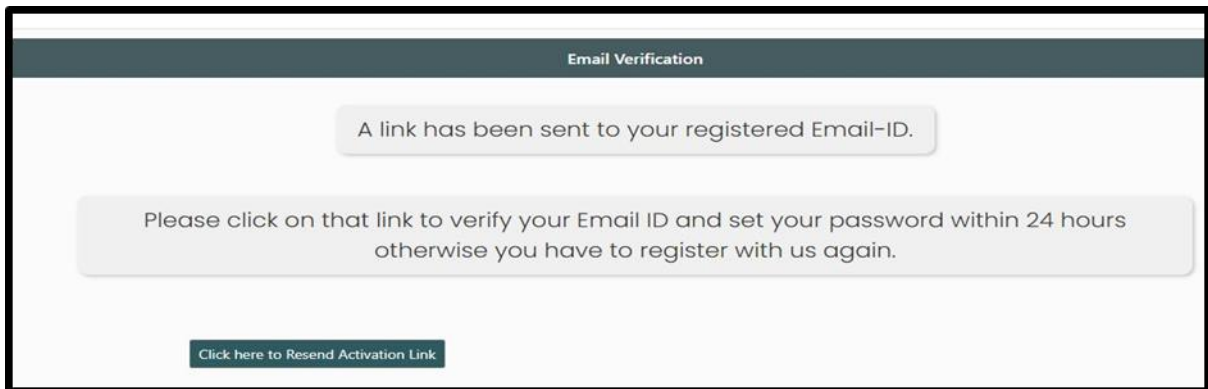 Email Verification
A link has been sent to your registered Email-ID.
Please click on that link to verify your Email ID and set your password within 24 hours
otherwise you have to register with us again.
Click here to Resend Activation Link